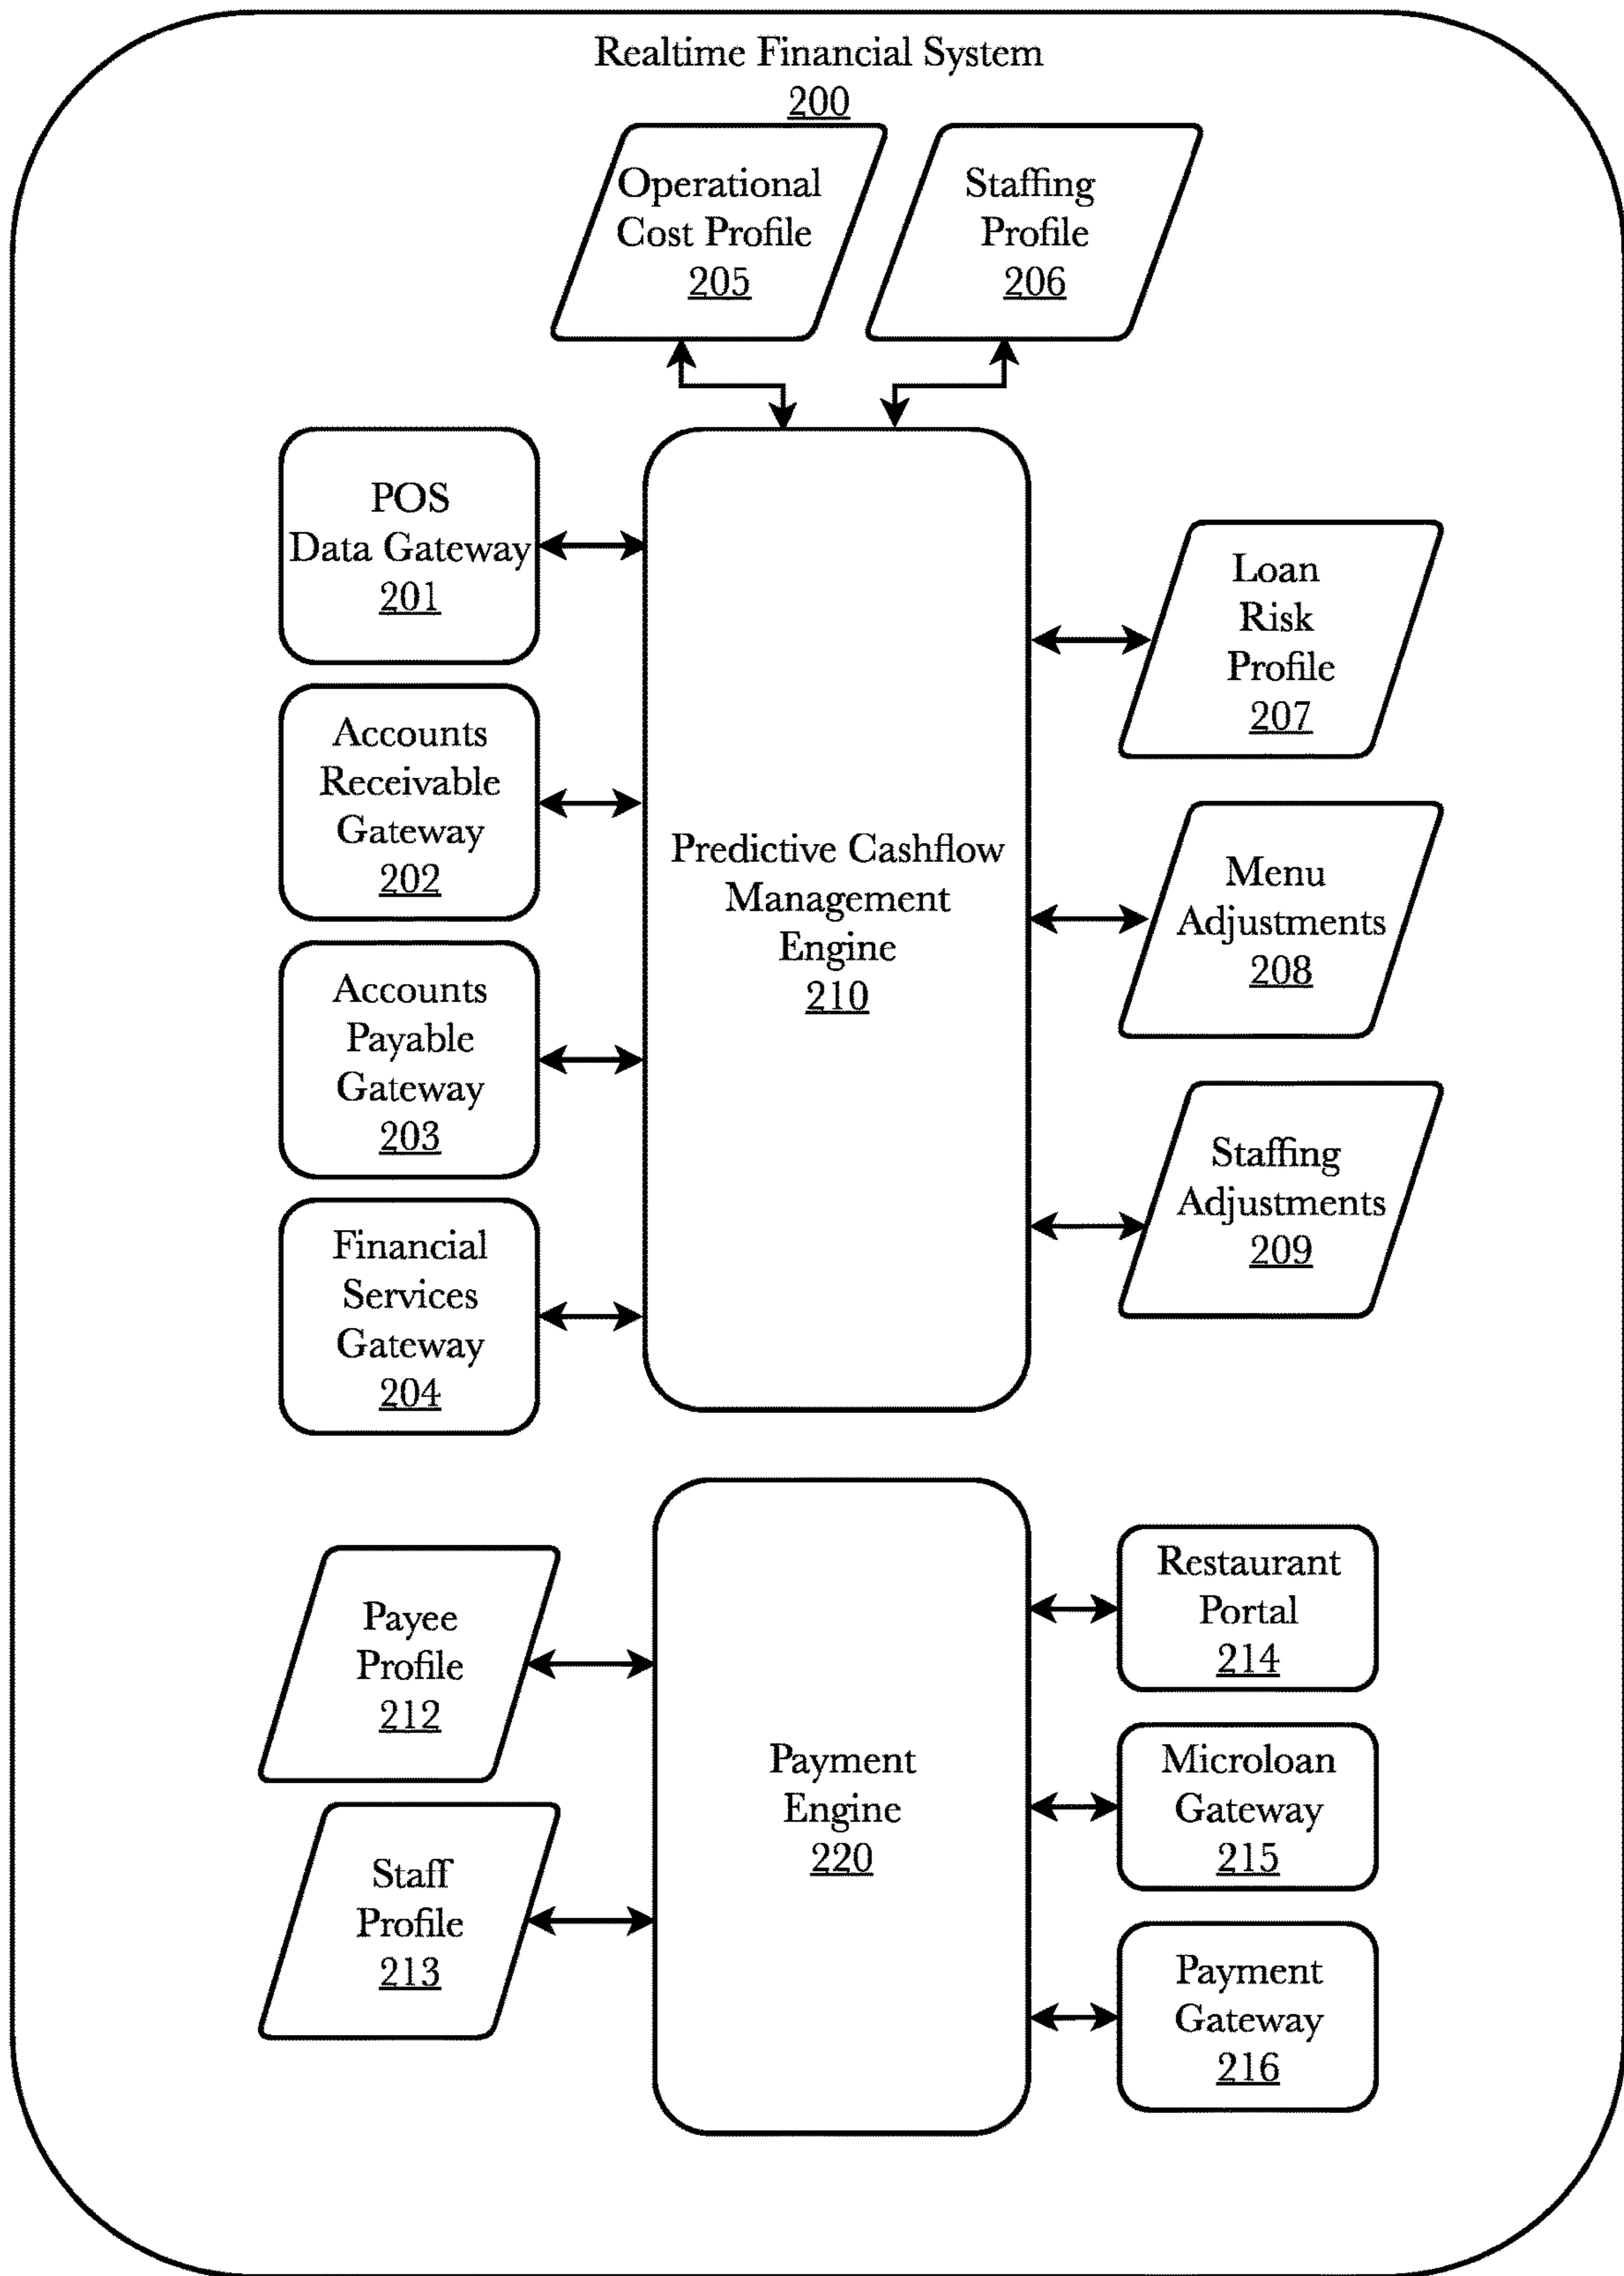 Realtime Financial System
200
Operational
Cost Profile
205
Staffing
Profile
206
POS
Data Gateway
201
Accounts
Receivable
Gateway
202
Accounts
Payable
Gateway
203
Financial
Services
Gateway
204
Predictive Cashflow
Management
Engine
210
Loan
Risk
Profile
207
Menu
Adjustments
208
Staffing
Adjustments
209
Payee
Profile
212
Staff
Profile
213
Payment
Engine
220
Restaurant
Portal
214
Microloan
Gateway
215
Payment
Gateway
216